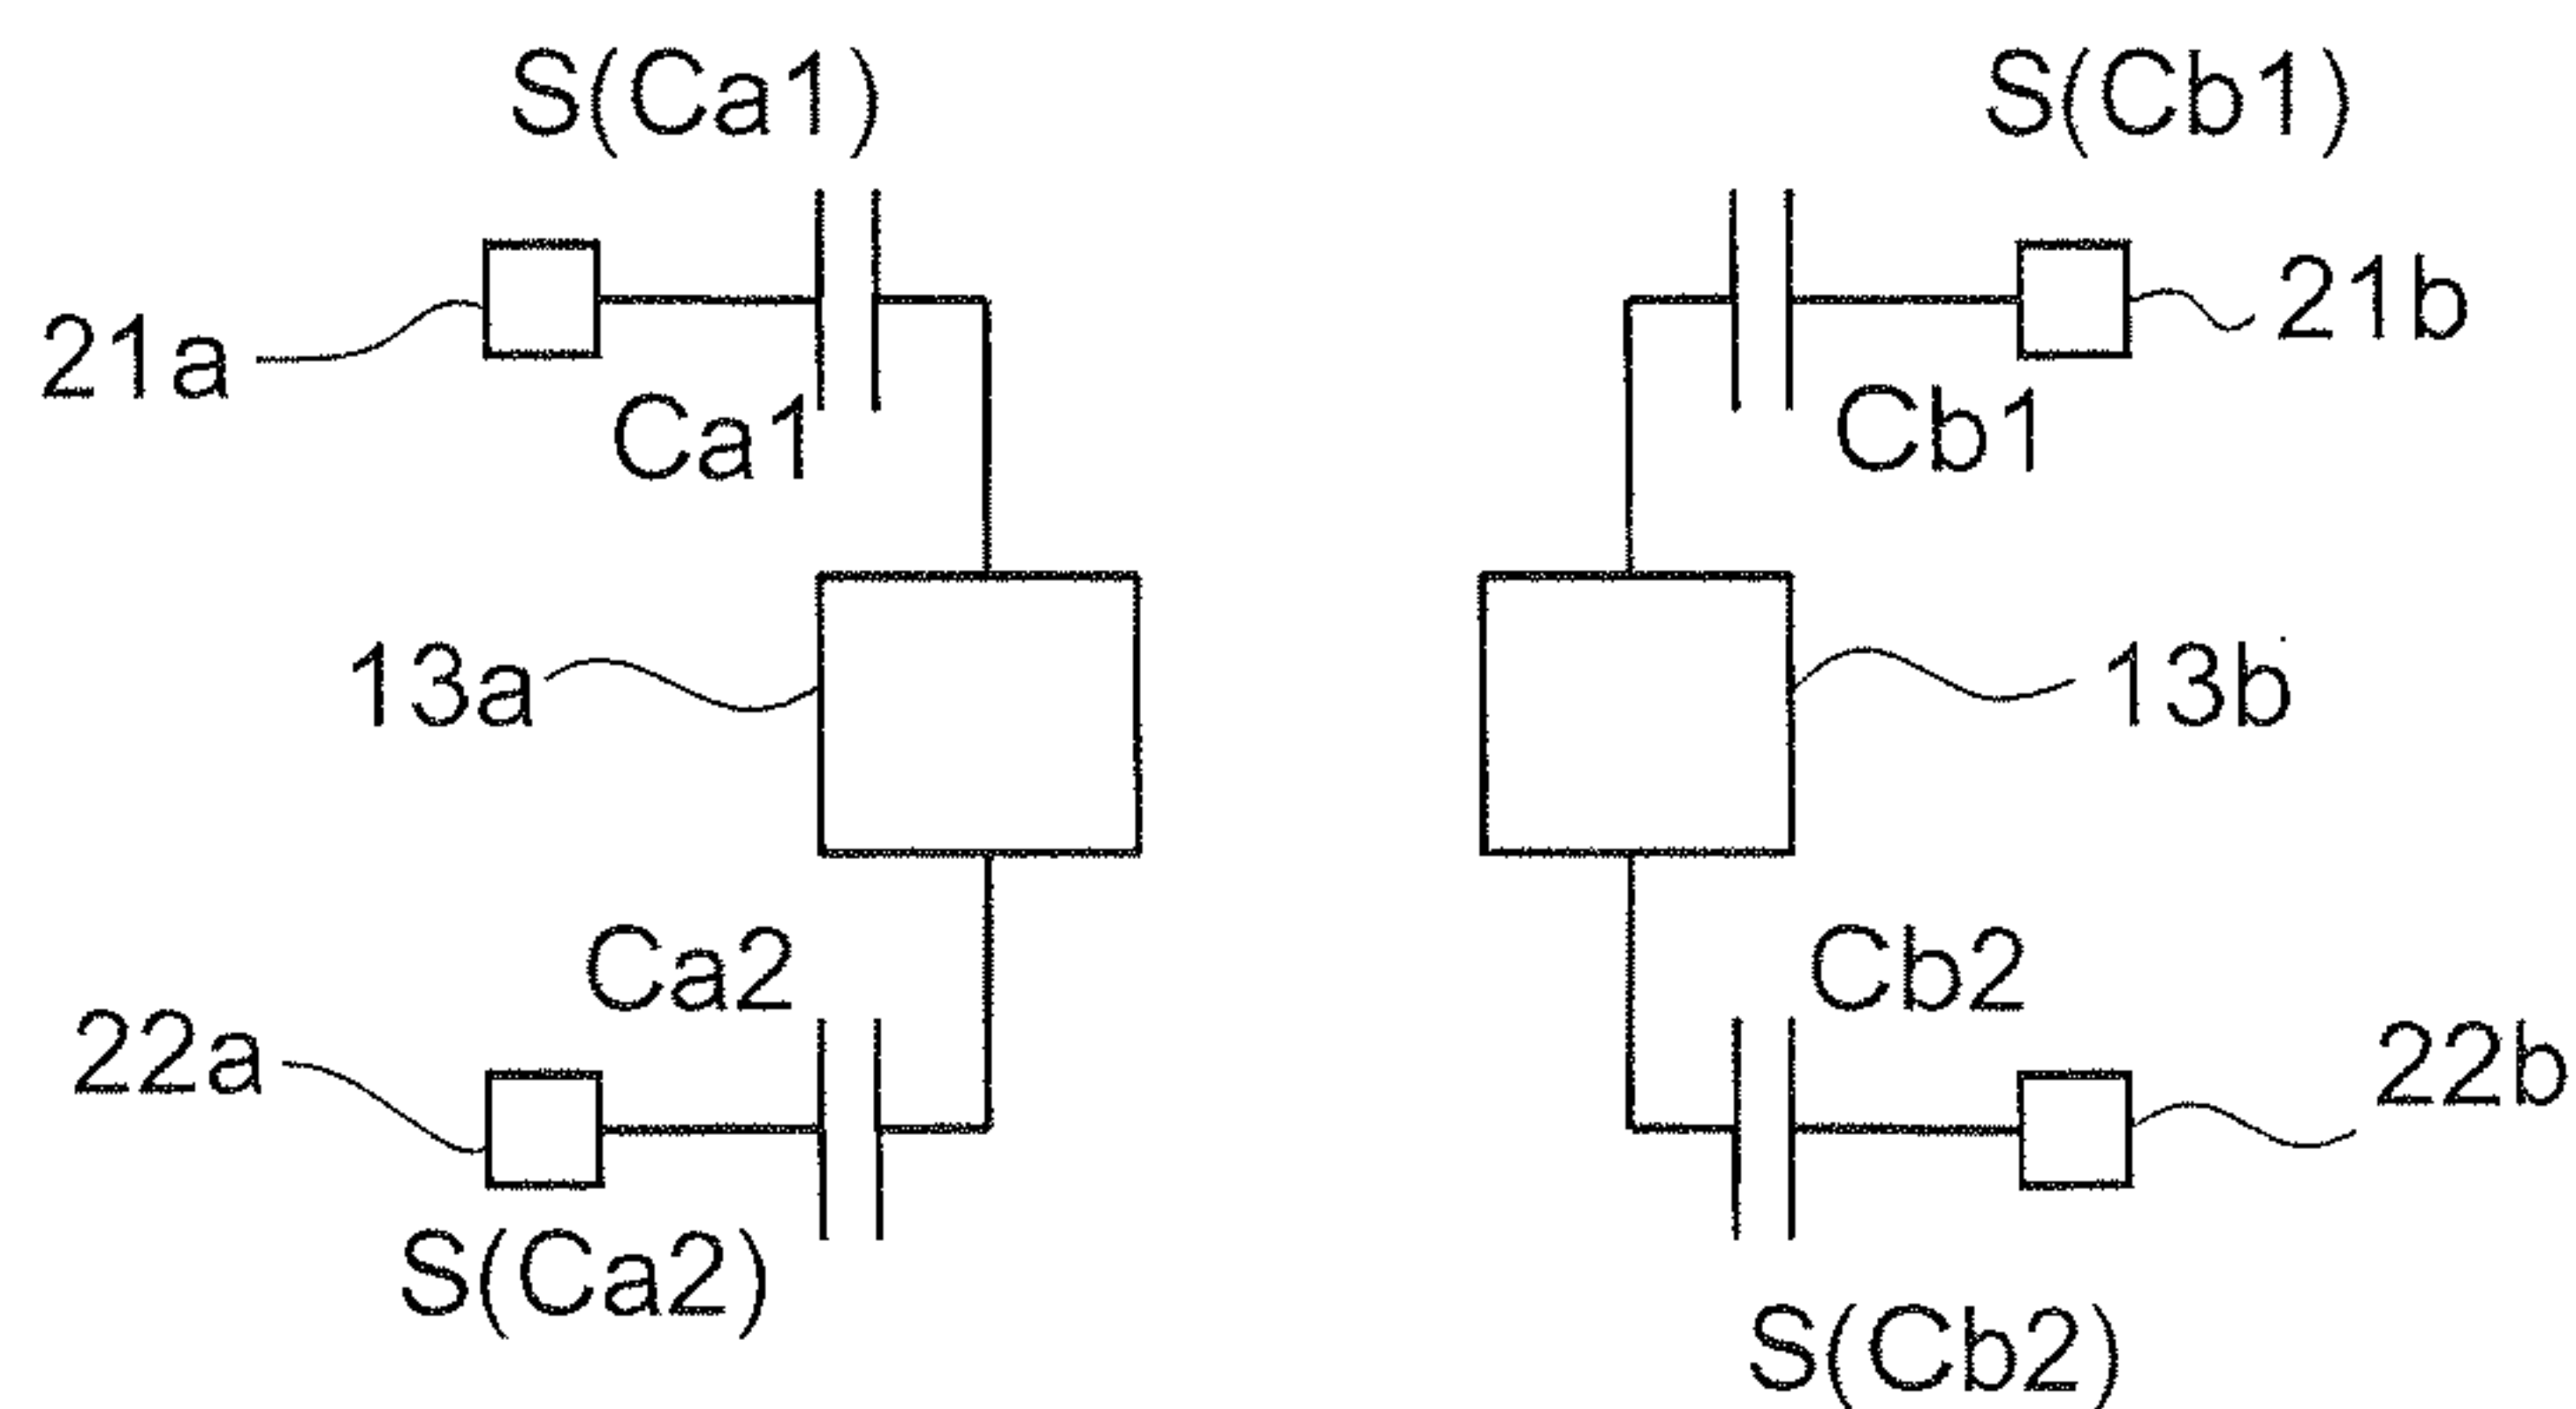 S(Ca1)
S(Cb1)
21a
21b
Ca1
Cb1
13a
13b
Ca2
Cb2
22a
22b
S(Ca2)
S(Cb2)